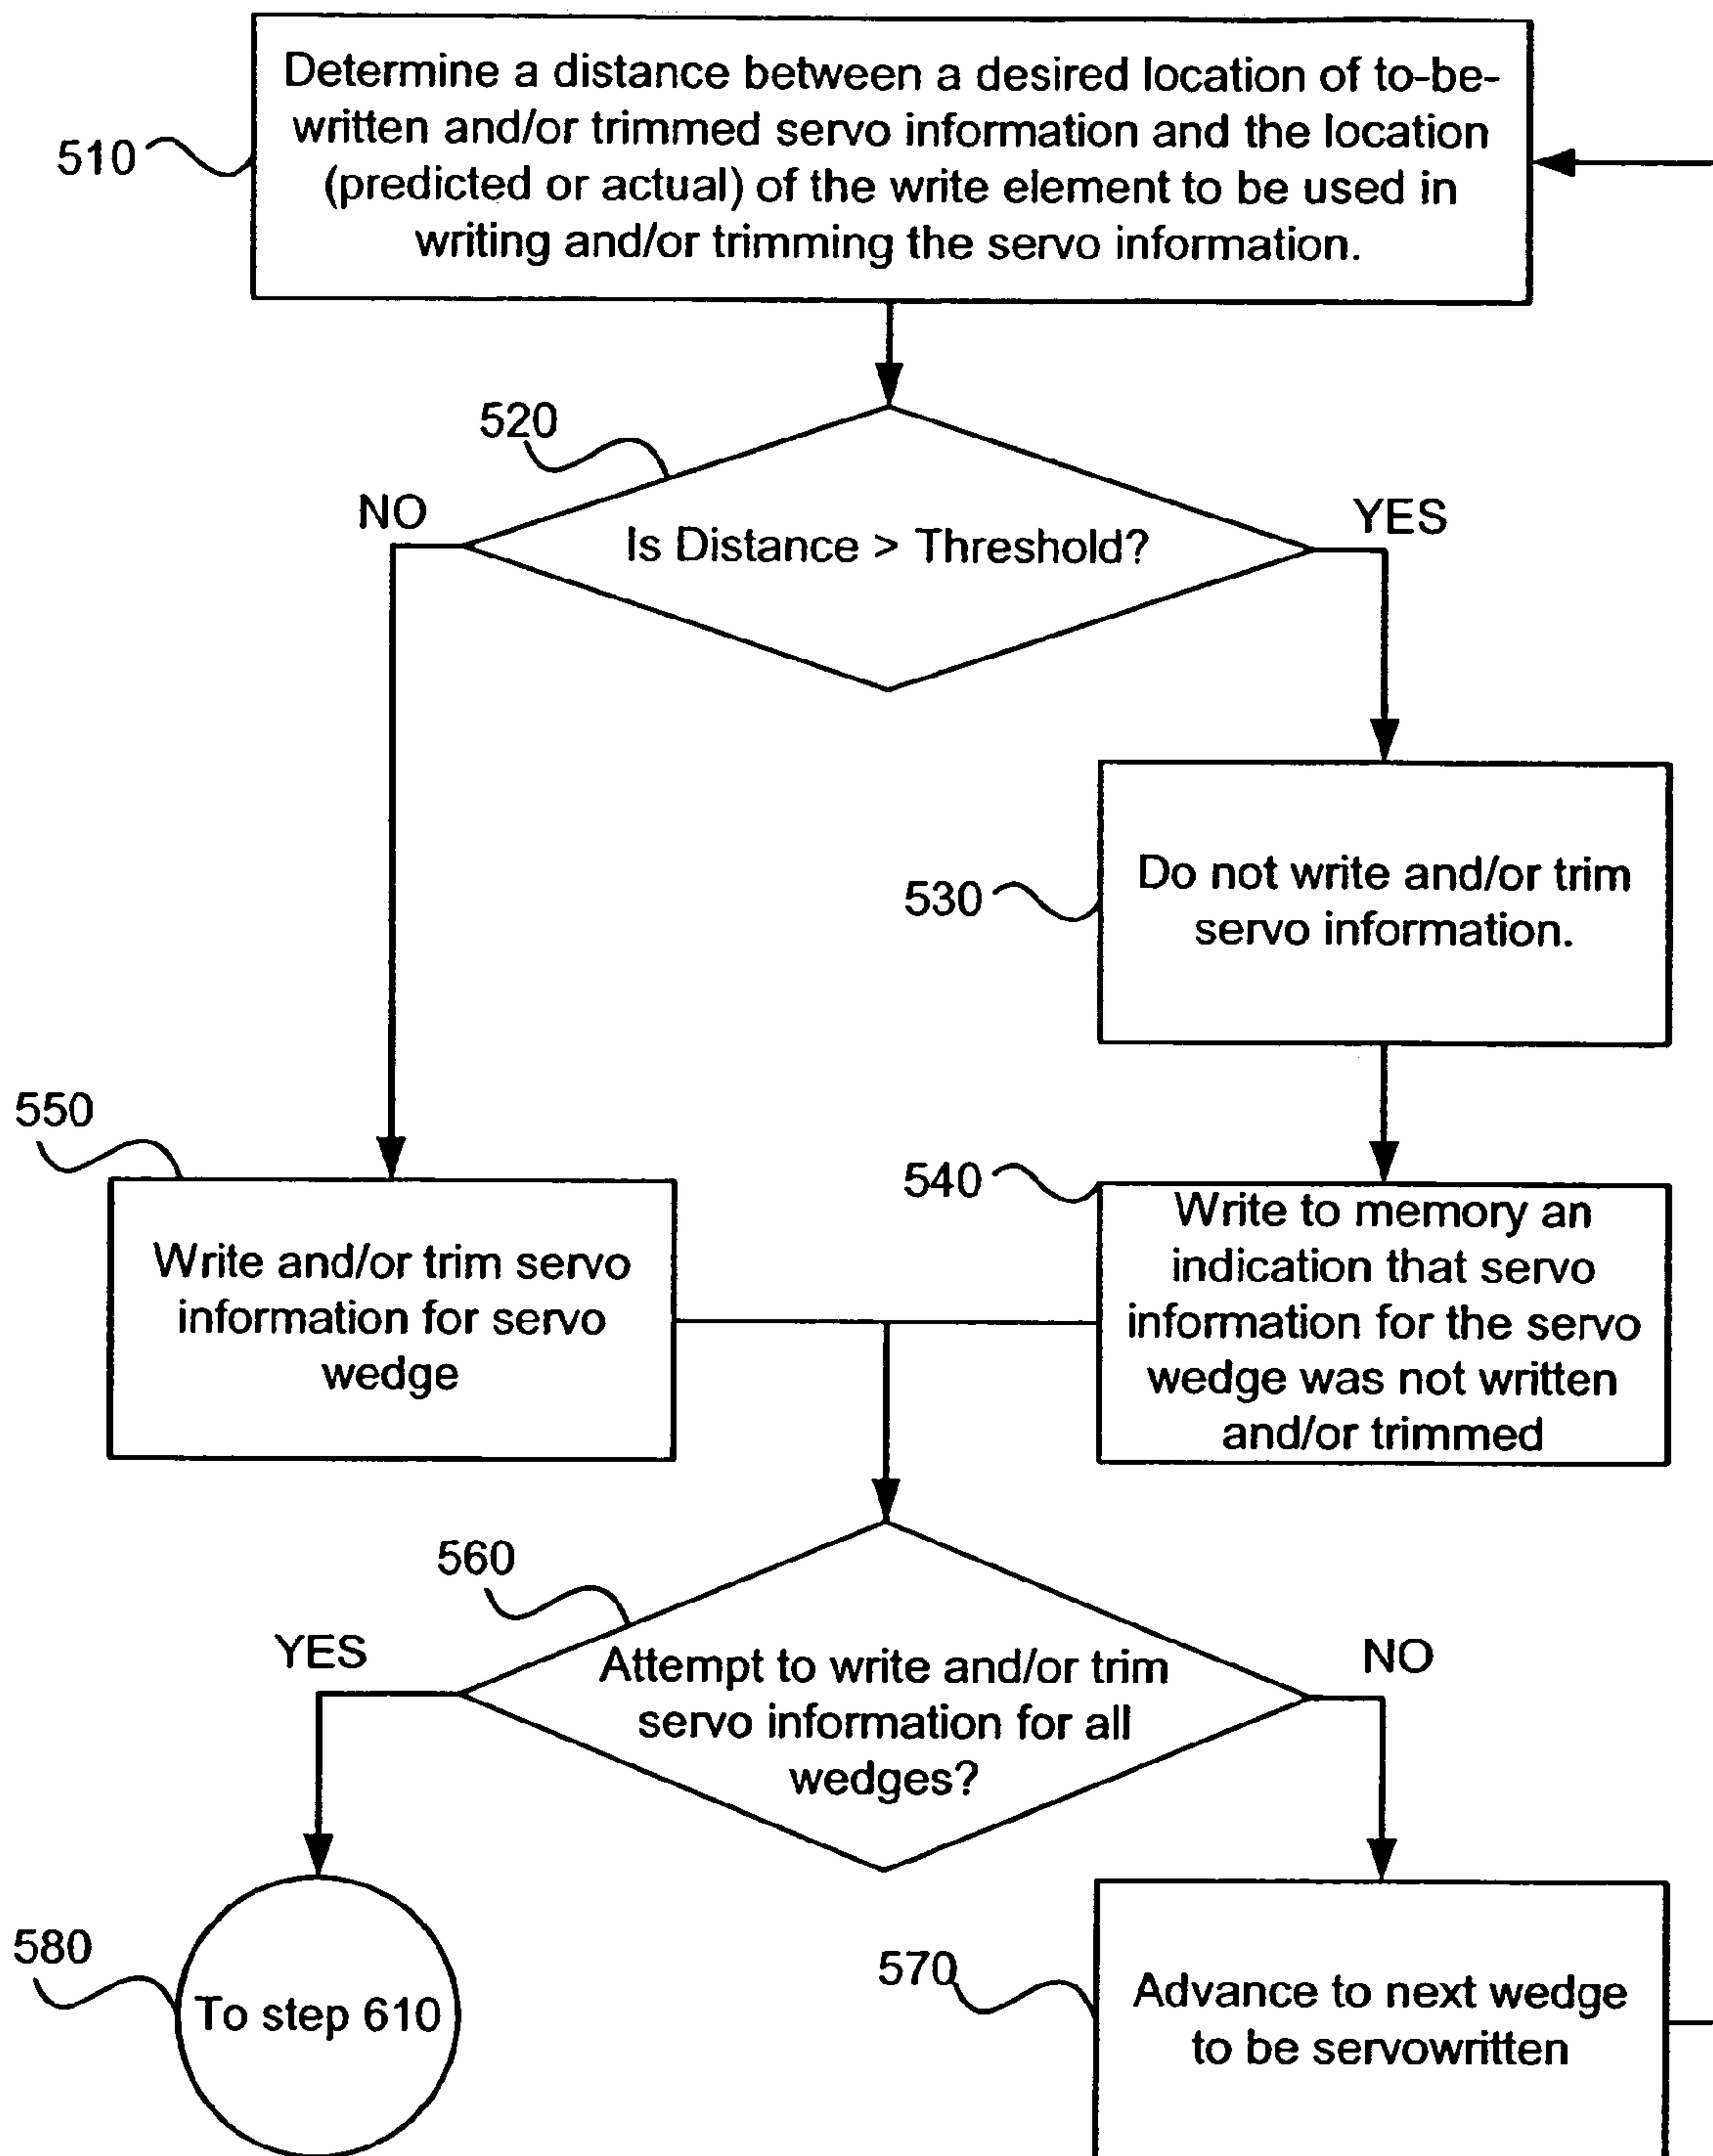 Determine a distance between a desired location of to-be-
written and/or trimmed servo information and the location
(predicted or actual) of the write element to be used in
writing and/or trimming the servo information.
510
520
NO
YES
Is Distance > Threshold?
530
Do not write and/or trim
servo information.
550
Write and/or trim servo
information for servo
wedge
540
Write to memory an
indication that servo
information for the servo
wedge was not written
and/or trimmed
560
YES
NO
Attempt to write and/or trim
servo information for all
wedges?
580
To step 610
570
Advance to next wedge
to be servowritten